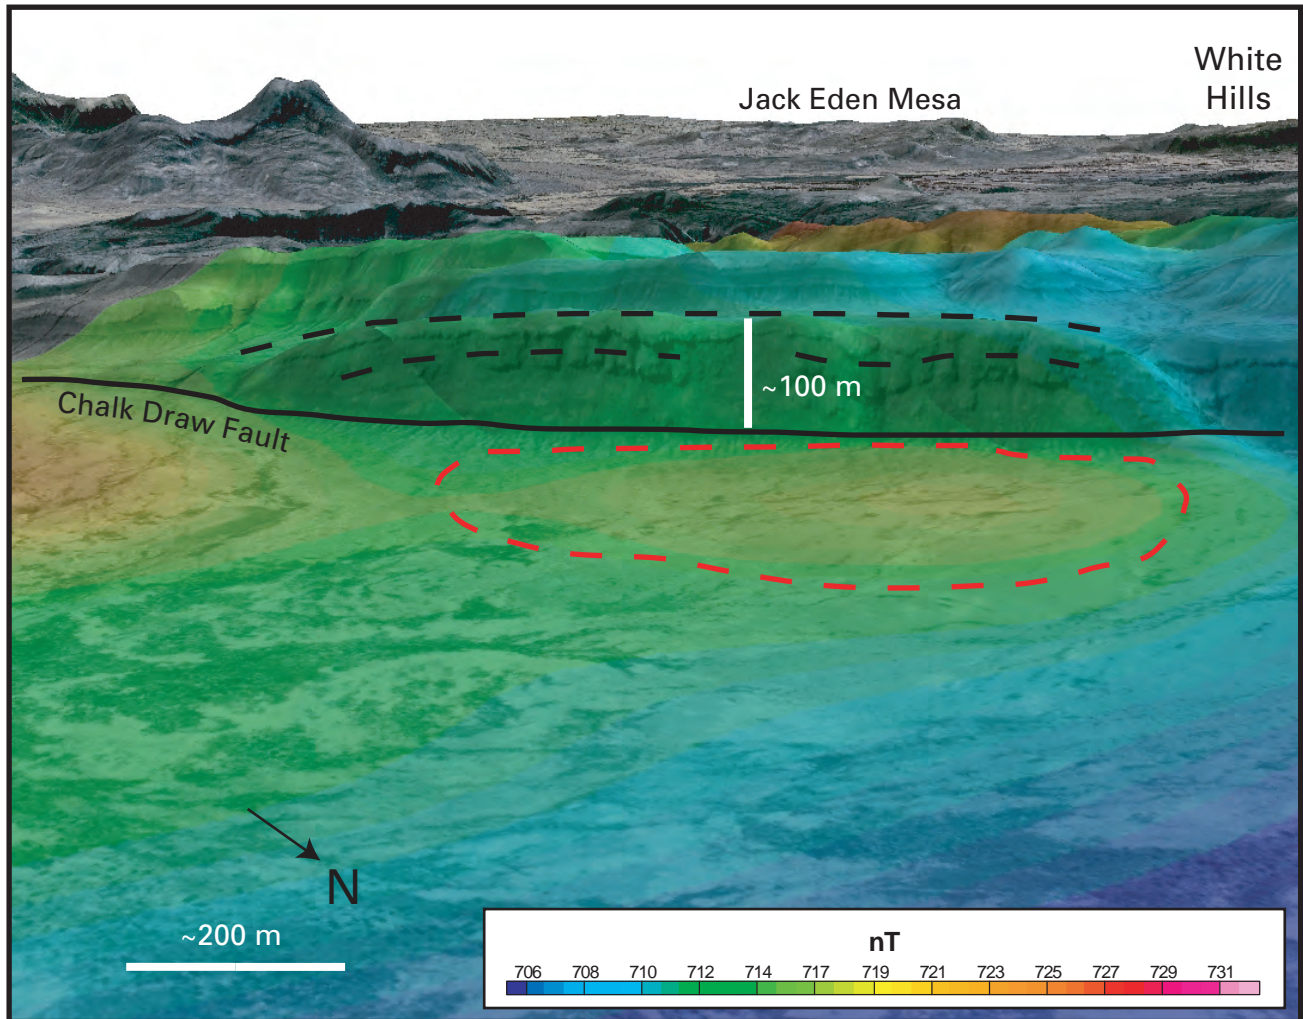 White
Hills
Jack Eden Mesa
~100 m
Chalk Draw Fault
N
~200 m
nT
706 708 710 712 714 717 719 721 723 725 727 729 731